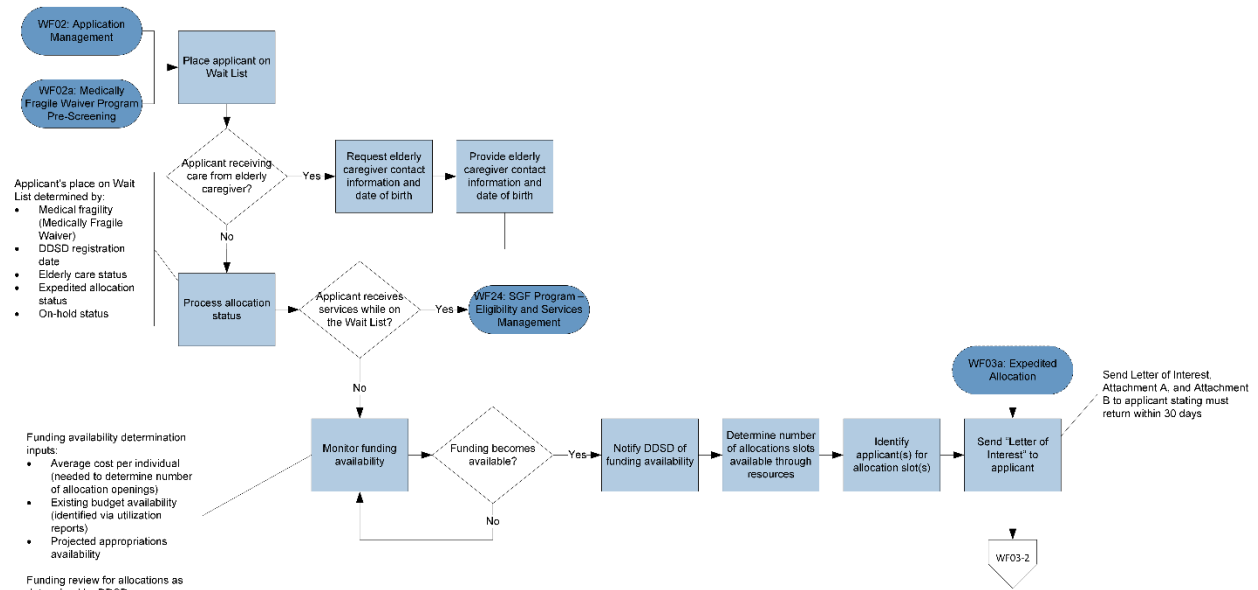 WF02: Application
Management
WF02a: Medically
Fragile Waiver Program
Pre-Screening
Place applicant on
Wait List
Applicant receiving
care from elderly
caregiver?
Yes
Request elderly
caregiver contact
information and
date of birth
Provide elderly
caregiver contact
information and
date of birth
No
Applicant's place on Wait
List determined by:
• Medical fragility
(Medically Fragile
Waiver)
• DDSD registration
date
• Elderly care status
• Expedited allocation
status
• On-hold status
Process allocation
status
Applicant receives
services while on
the Wait List?
Yes
WF24: SGF Program –
Eligibility and Services
Management
No
WF03a: Expedited
Allocation
Send Letter of Interest,
Attachment A, and Attachment
B to applicant stating must
return within 30 days
Funding availability determination
inputs:
• Average cost per individual
(needed to determine number
of allocation openings)
• Existing budget availability
(identified via utilization
reports)
• Projected appropriations
availability
Funding review for allocations as
Monitor funding
availability
Funding becomes
available?
Yes
No
Notify DDSD of
funding availability
Determine number
of allocations slots
available through
resources
Identify
applicant(s) for
allocation slot(s)
Send “Letter of
Interest” to
applicant
WF03-2